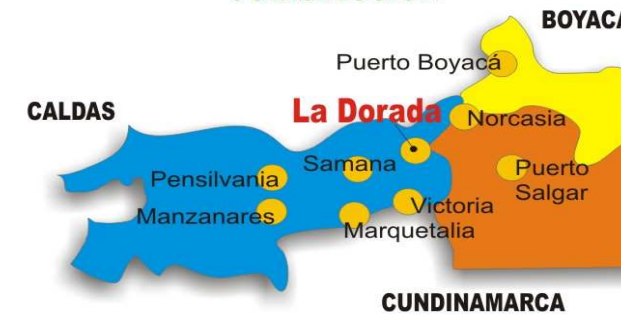 BOYACÁ
Puerto Boyacá
CALDAS
La Dorada
Norcasia
Samana
Puerto
Salgar
Pensilvania
Victoria
Manzanares
Marquetalia
CUNDINAMARCA